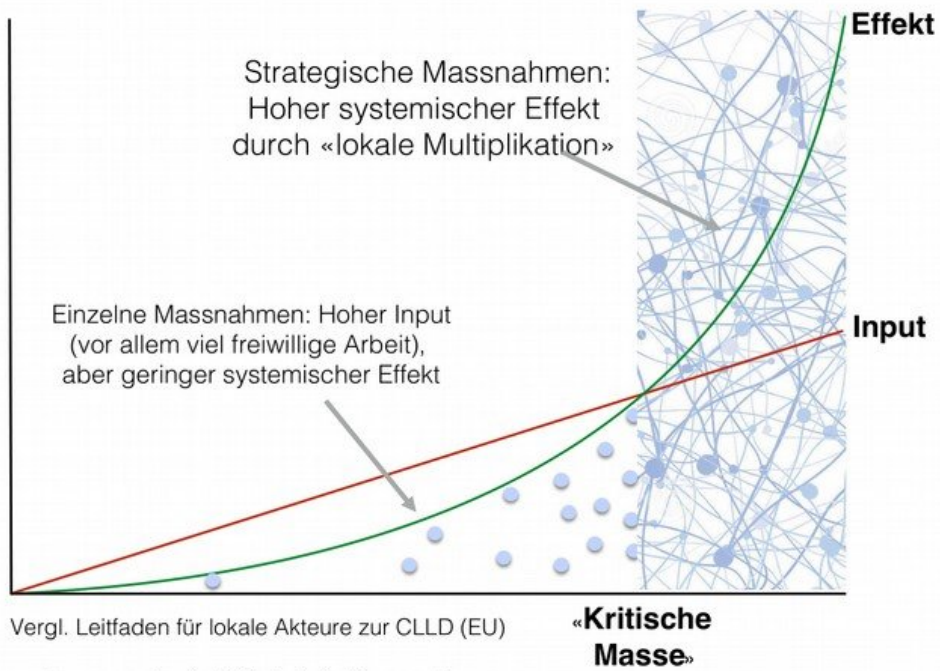 Effekt
Strategische Massnahmen:
Hoher systemischer Effekt
durch «lokale Multiplikation»
Einzelne Massnahmen: Hoher Input
(vor allem viel freiwillige Arbeit),
aber geringer systemischer Effekt
Input
Vergl. Leitfaden für lokale Akteure zur CLLD (EU)
«Kritische
Masse»